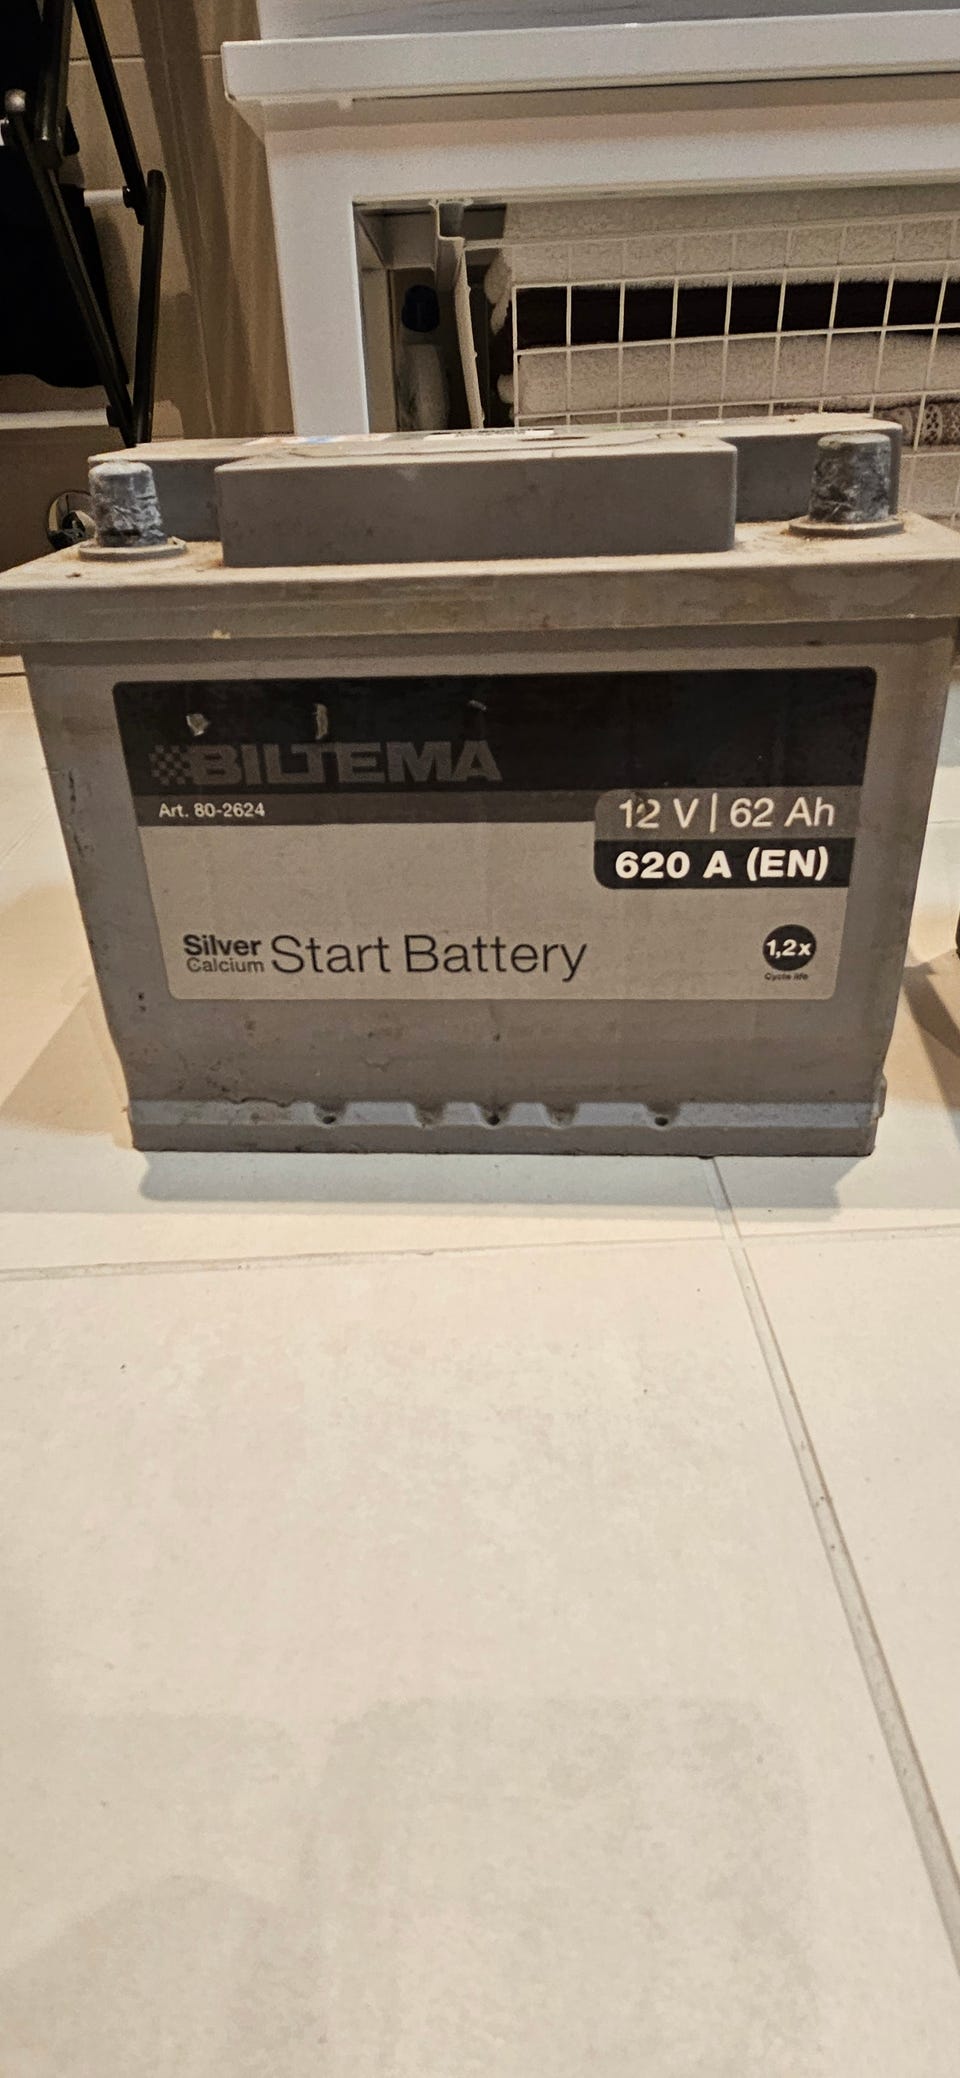 BILTEMA
Art. 80-2624
12 V | 62 Ah
620 A (EN)
Silver
Calcium
Start Battery
1,2x
Cycle life